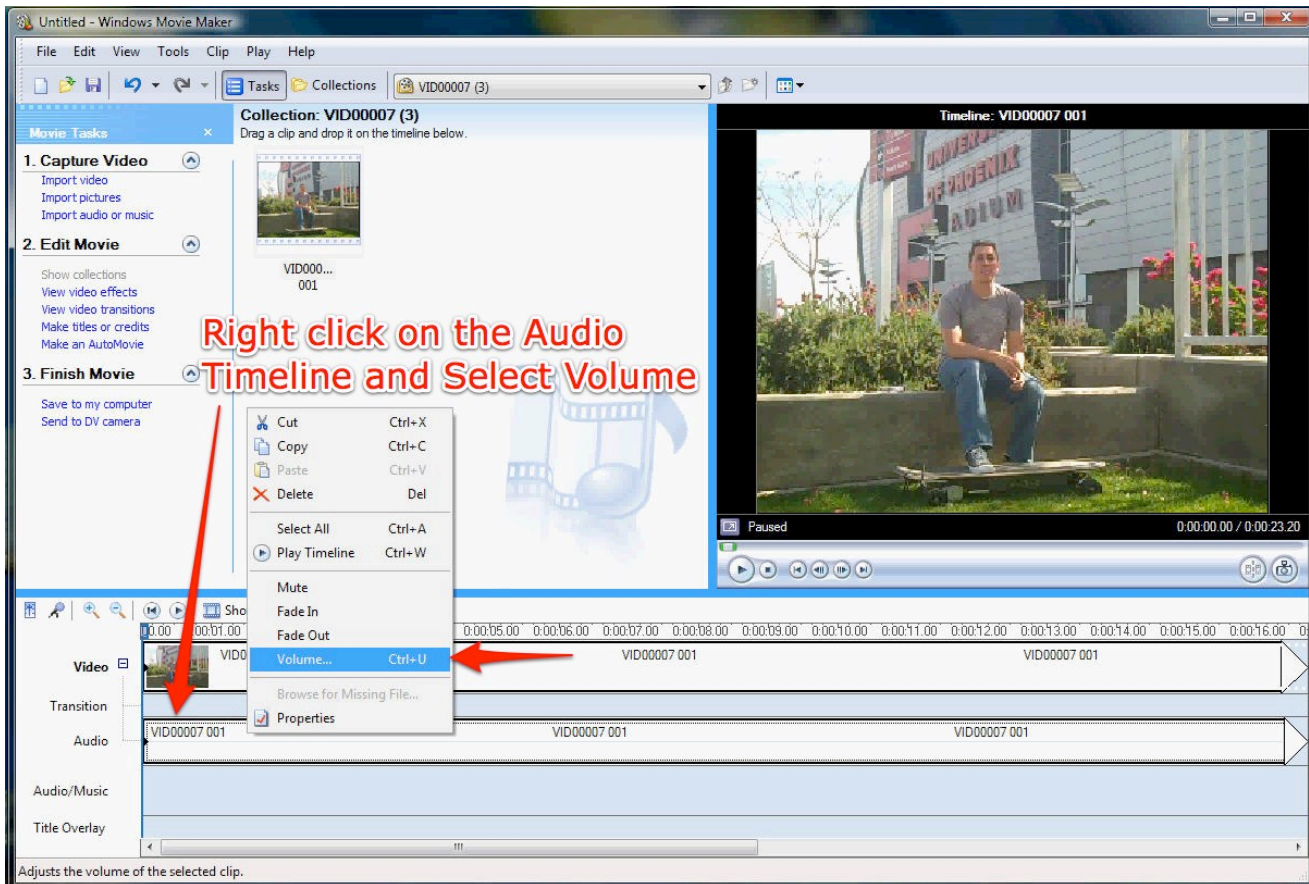 Untitled - Windows Movie Maker
File Edit View Tools Clip Play Help
Tasks Collections VID00007 (3)
Movie Tasks ×
Collection: VID00007 (3)
Drag a clip and drop it on the timeline below.
Timeline: VID00007 001
1. Capture Video
Import video
Import pictures
Import audio or music
2. Edit Movie
Show collections
View video effects
View video transitions
Make titles or credits
Make an AutoMovie
3. Finish Movie
Save to my computer
Send to DV camera
VID000...
001
UNIVERSITY
OF PHOENIX
Right click on the Audio
Timeline and Select Volume
Cut Ctrl+X
Copy Ctrl+C
Paste Ctrl+V
Delete Del
Select All Ctrl+A
Play Timeline Ctrl+W
Mute
Fade In
Fade Out
Volume... Ctrl+U
Browse for Missing File...
Properties
Paused 0:00:00.00 / 0:00:23.20
0:00:05.00 0:00:06.00 0:00:07.00 0:00:08.00 0:00:09.00 0:00:10.00 0:00:11.00 0:00:12.00 0:00:13.00 0:00:14.00 0:00:15.00 0:00:16.00
Video VID00007 001 VID00007 001
Transition
Audio VID00007 001 VID00007 001 VID00007 001
Audio/Music
Title Overlay
Adjusts the volume of the selected clip.